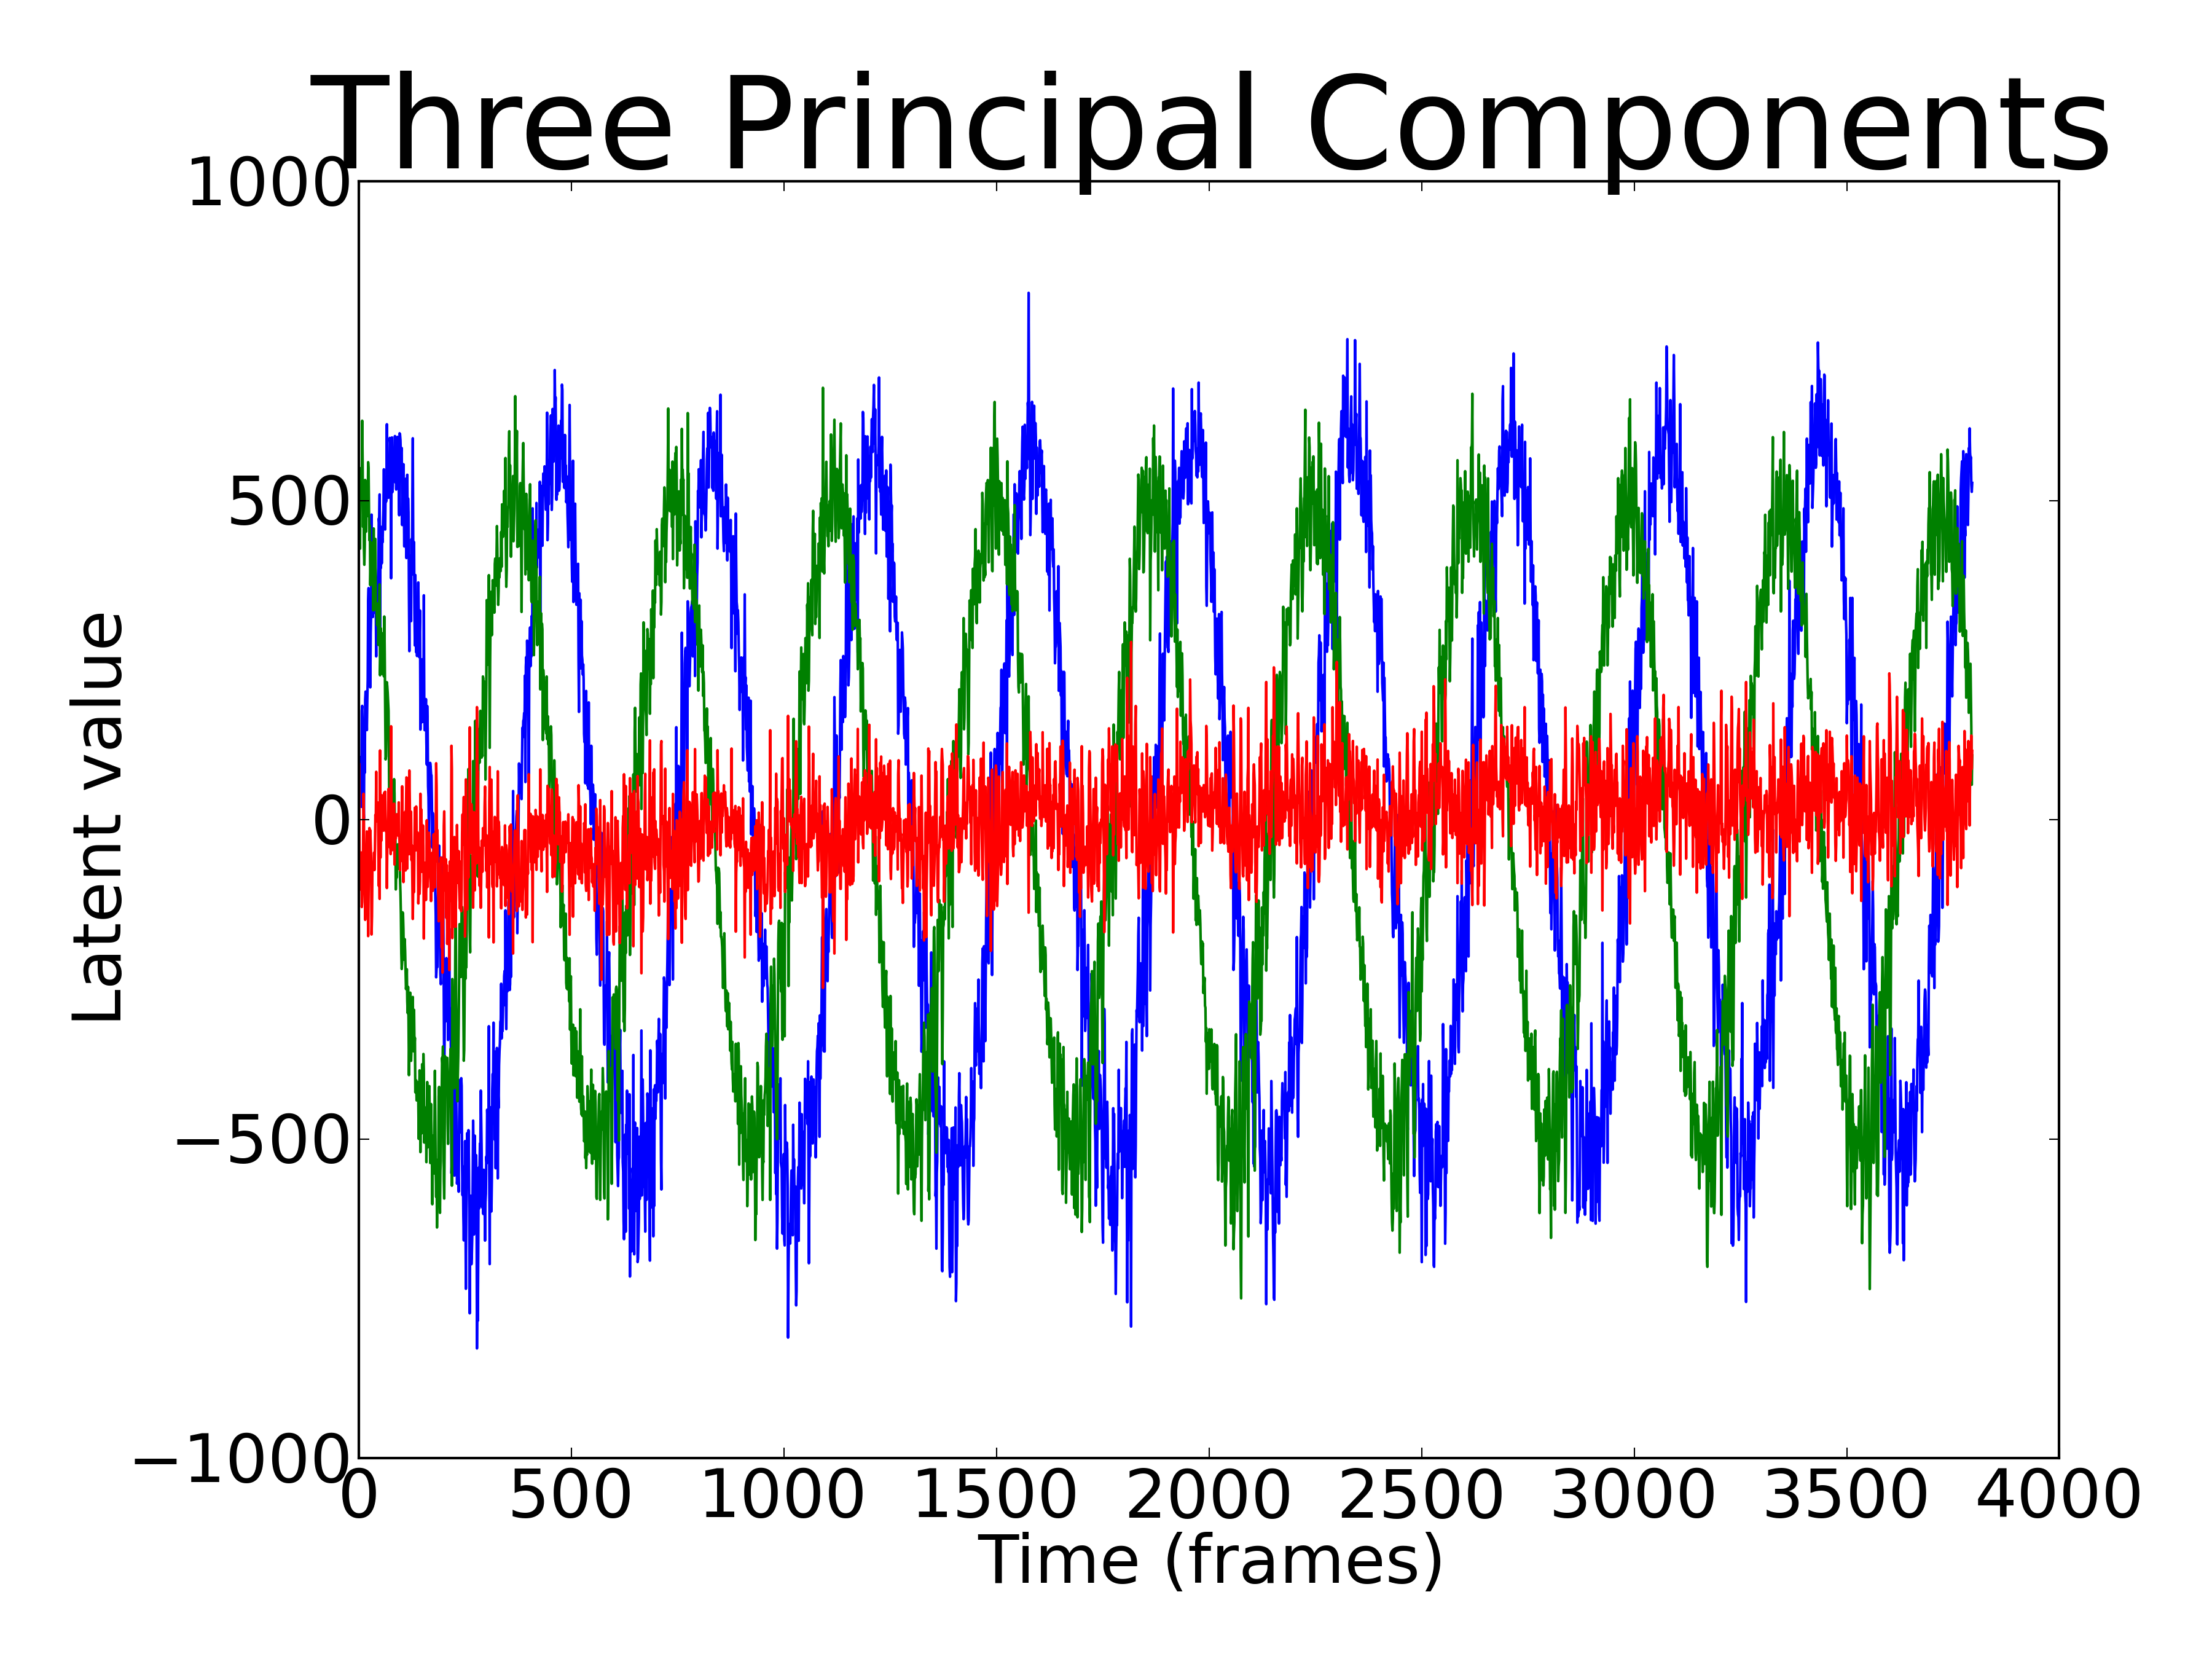 Three Principal Components
1000
500
0
−500
−1000
Latent value
0 500 1000 1500 2000 2500 3000 3500 4000
Time (frames)